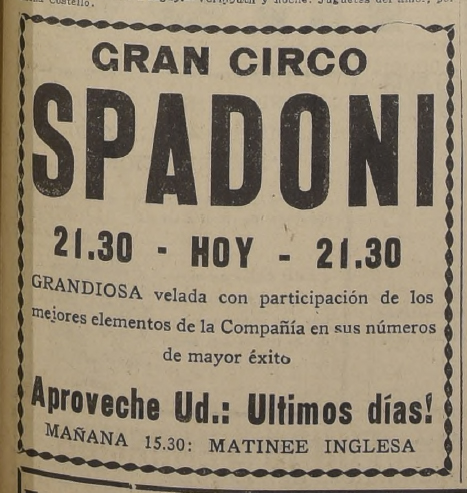 GRAN CIRCO
SPADONI
21.30 - HOY - 21.30
GRANDIOSA velada con participación de los
mejores elementos de la Compañía en sus números
de mayor éxito
Aproveche Ud.: Ultimos días!
MAÑANA 15.30: MATINEE INGLESA